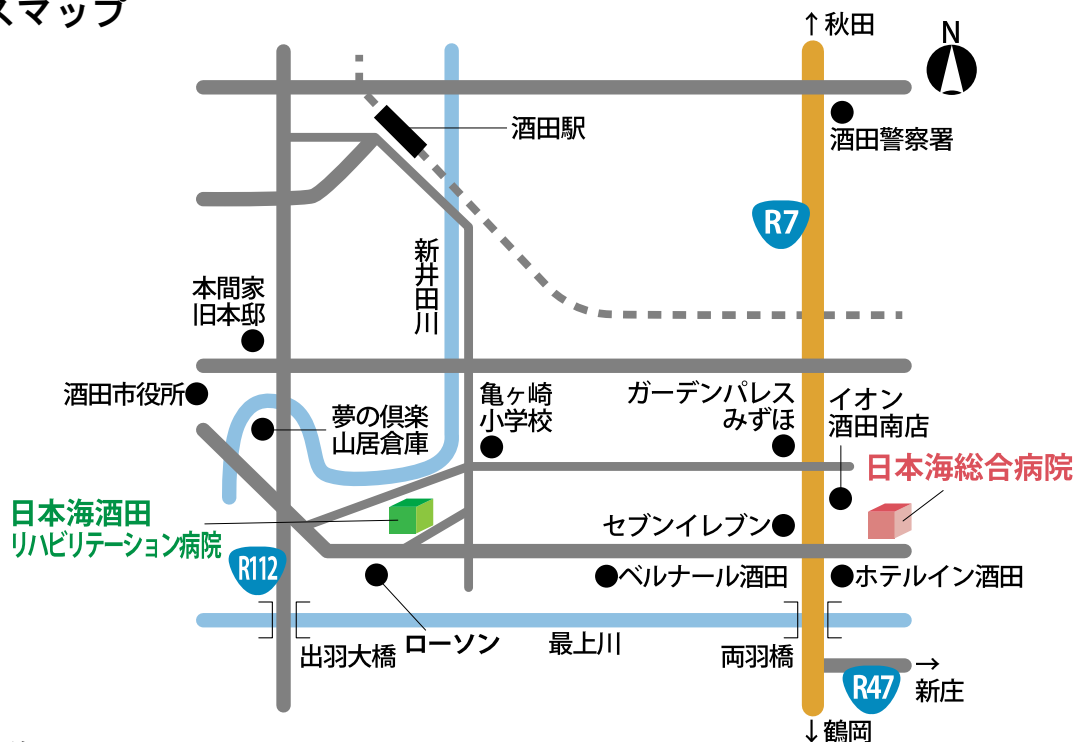 スマップ
↑秋田
N
酒田駅
酒田警察署
R7
新井田川
本間家
旧本邸
酒田市役所
夢の倶楽
山居倉庫
亀ヶ崎
小学校
ガーデンパレス
みずほ
イオン
酒田南店
日本海総合病院
日本海酒田
リハビリテーション病院
セブンイレブン
R112
ベルナール酒田
ホテルイン酒田
ローソン
出羽大橋
最上川
両羽橋
→
新庄
R47
↓鶴岡